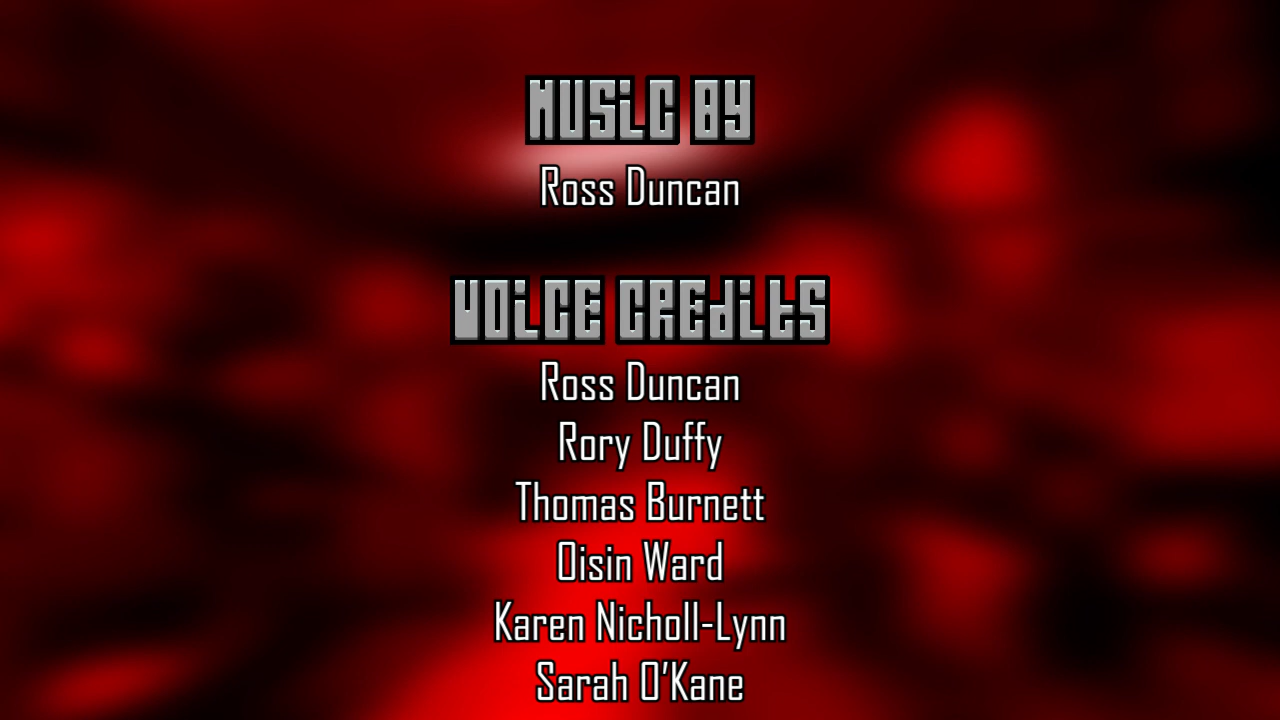 MUSiC BY
Ross Duncan
VOiCE CREdiTS
Ross Duncan
Rory Duffy
Thomas Burnett
Oisin Ward
Karen Nicholl-Lynn
Sarah O'Kane